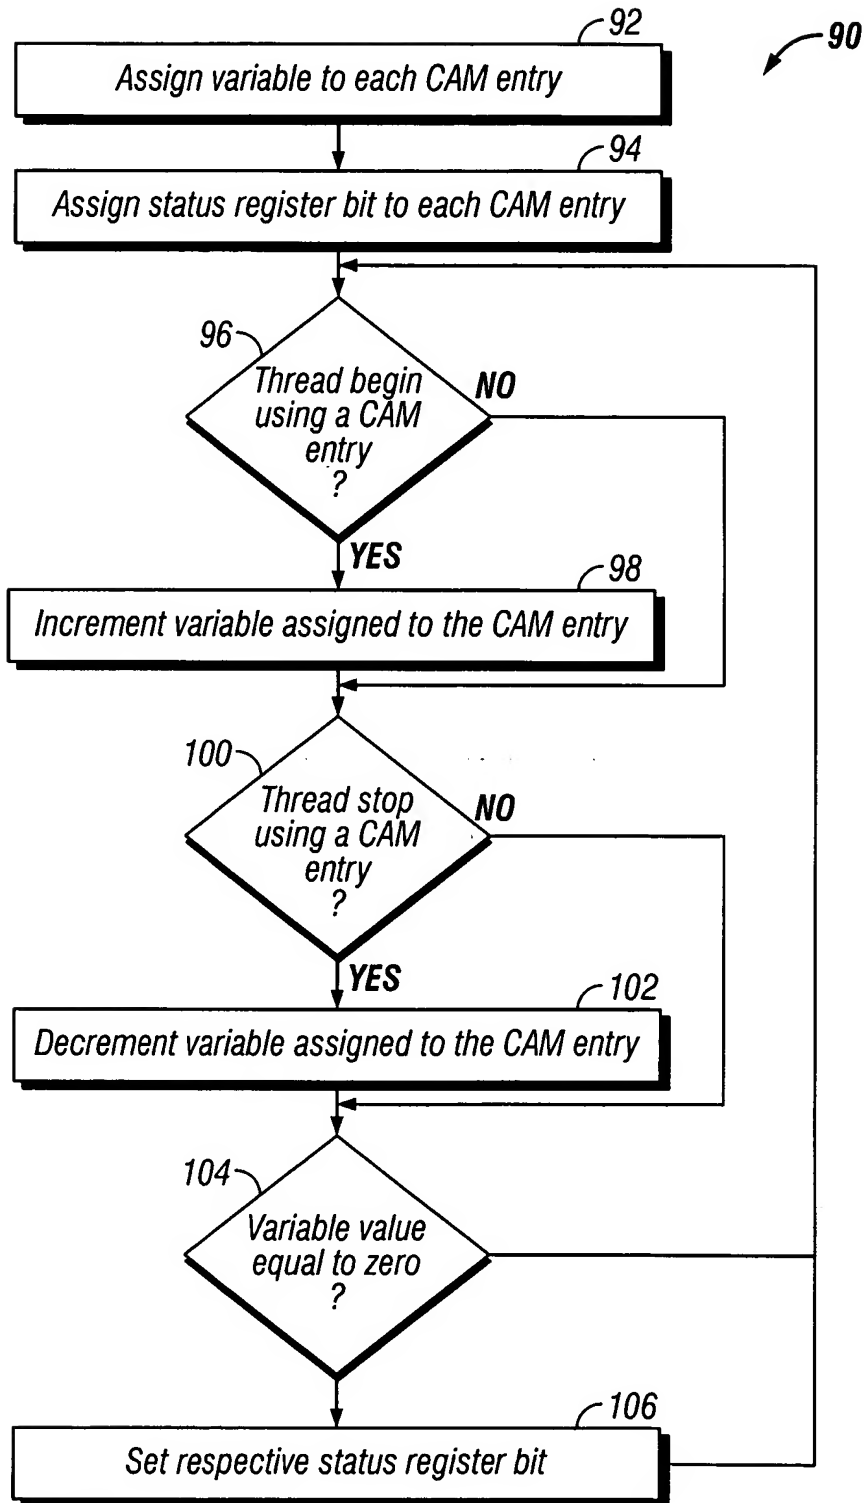 92
90
Assign variable to each CAM entry
94
Assign status register bit to each CAM entry
96
Thread begin
using a CAM
entry
?
NO
YES
98
Increment variable assigned to the CAM entry
100
Thread stop
using a CAM
entry
?
NO
YES
102
Decrement variable assigned to the CAM entry
104
Variable value
equal to zero
?
106
Set respective status register bit